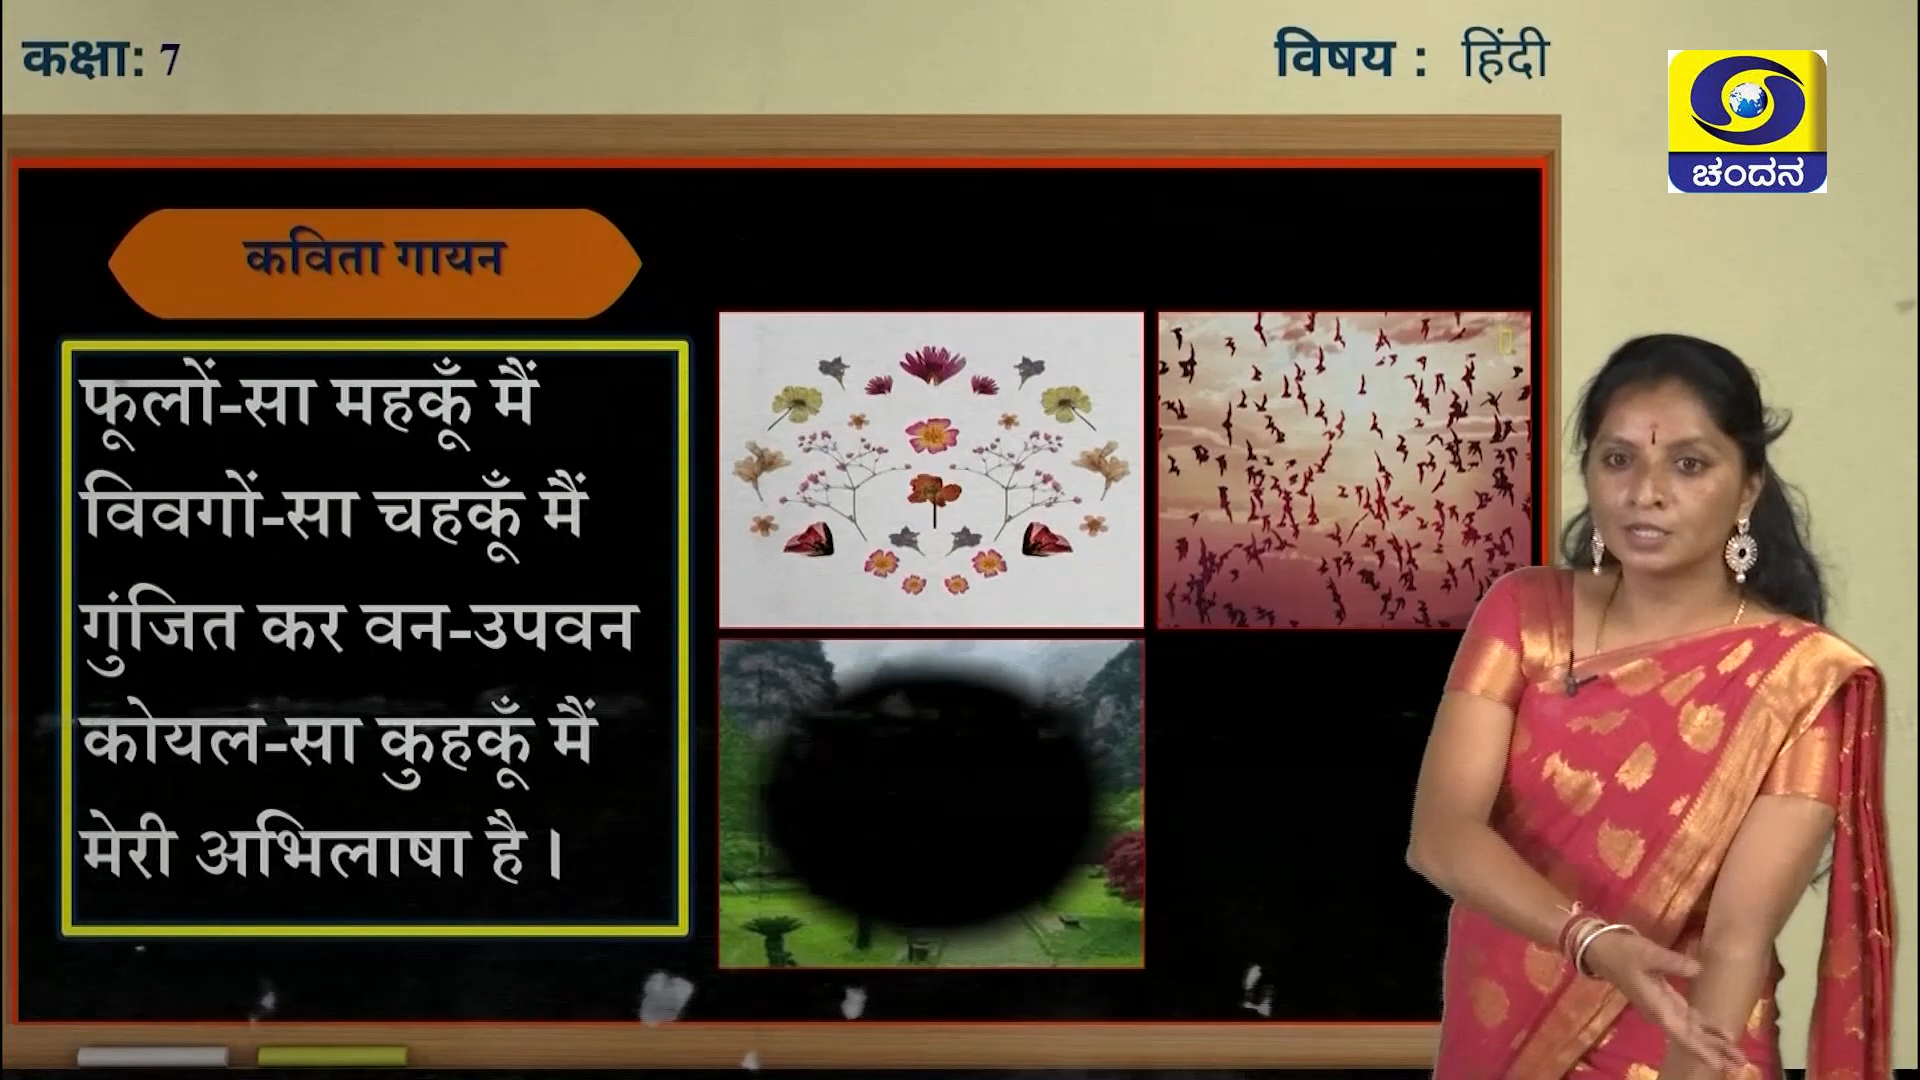 कक्षा: 7
विषय : हिंदी
ಚಂದನ
कविता गायन
फूलों-सा महकूँ मैं
विवगों-सा चहकूँ मैं
गुंजित कर वन-उपवन
कोयल-सा कुहकूँ मैं
मेरी अभिलाषा है।